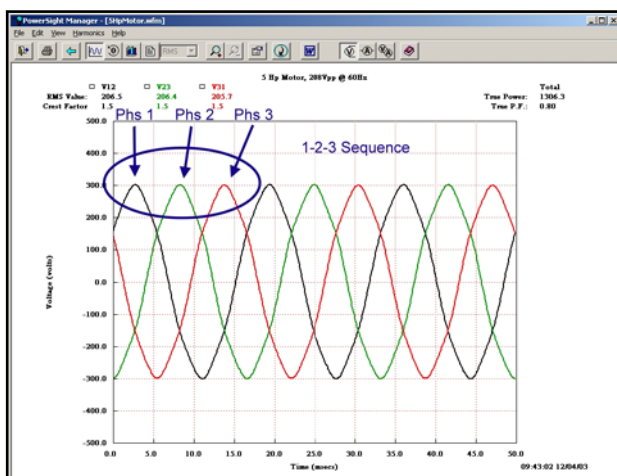 PowerSight Manager - [5HpMotor.wfm]
File Edit View Harmonics Help
RMS
5 Hp Motor, 208Vpp @ 60Hz
V12 V23 V31 Total
RMS Value: 206.5 206.4 205.7 True Power: 1306.3
Crest Factor 1.5 1.5 1.5 True P.F.: 0.80
Phs 1 Phs 2 Phs 3
1-2-3 Sequence
500.0
400.0
300.0
200.0
100.0
0.0
-100.0
-200.0
-300.0
-400.0
-500.0
Voltage (volts)
0.0 5.0 10.0 15.0 20.0 25.0 30.0 35.0 40.0 45.0 50.0
Time (msecs)
09:43:02 12/04/03